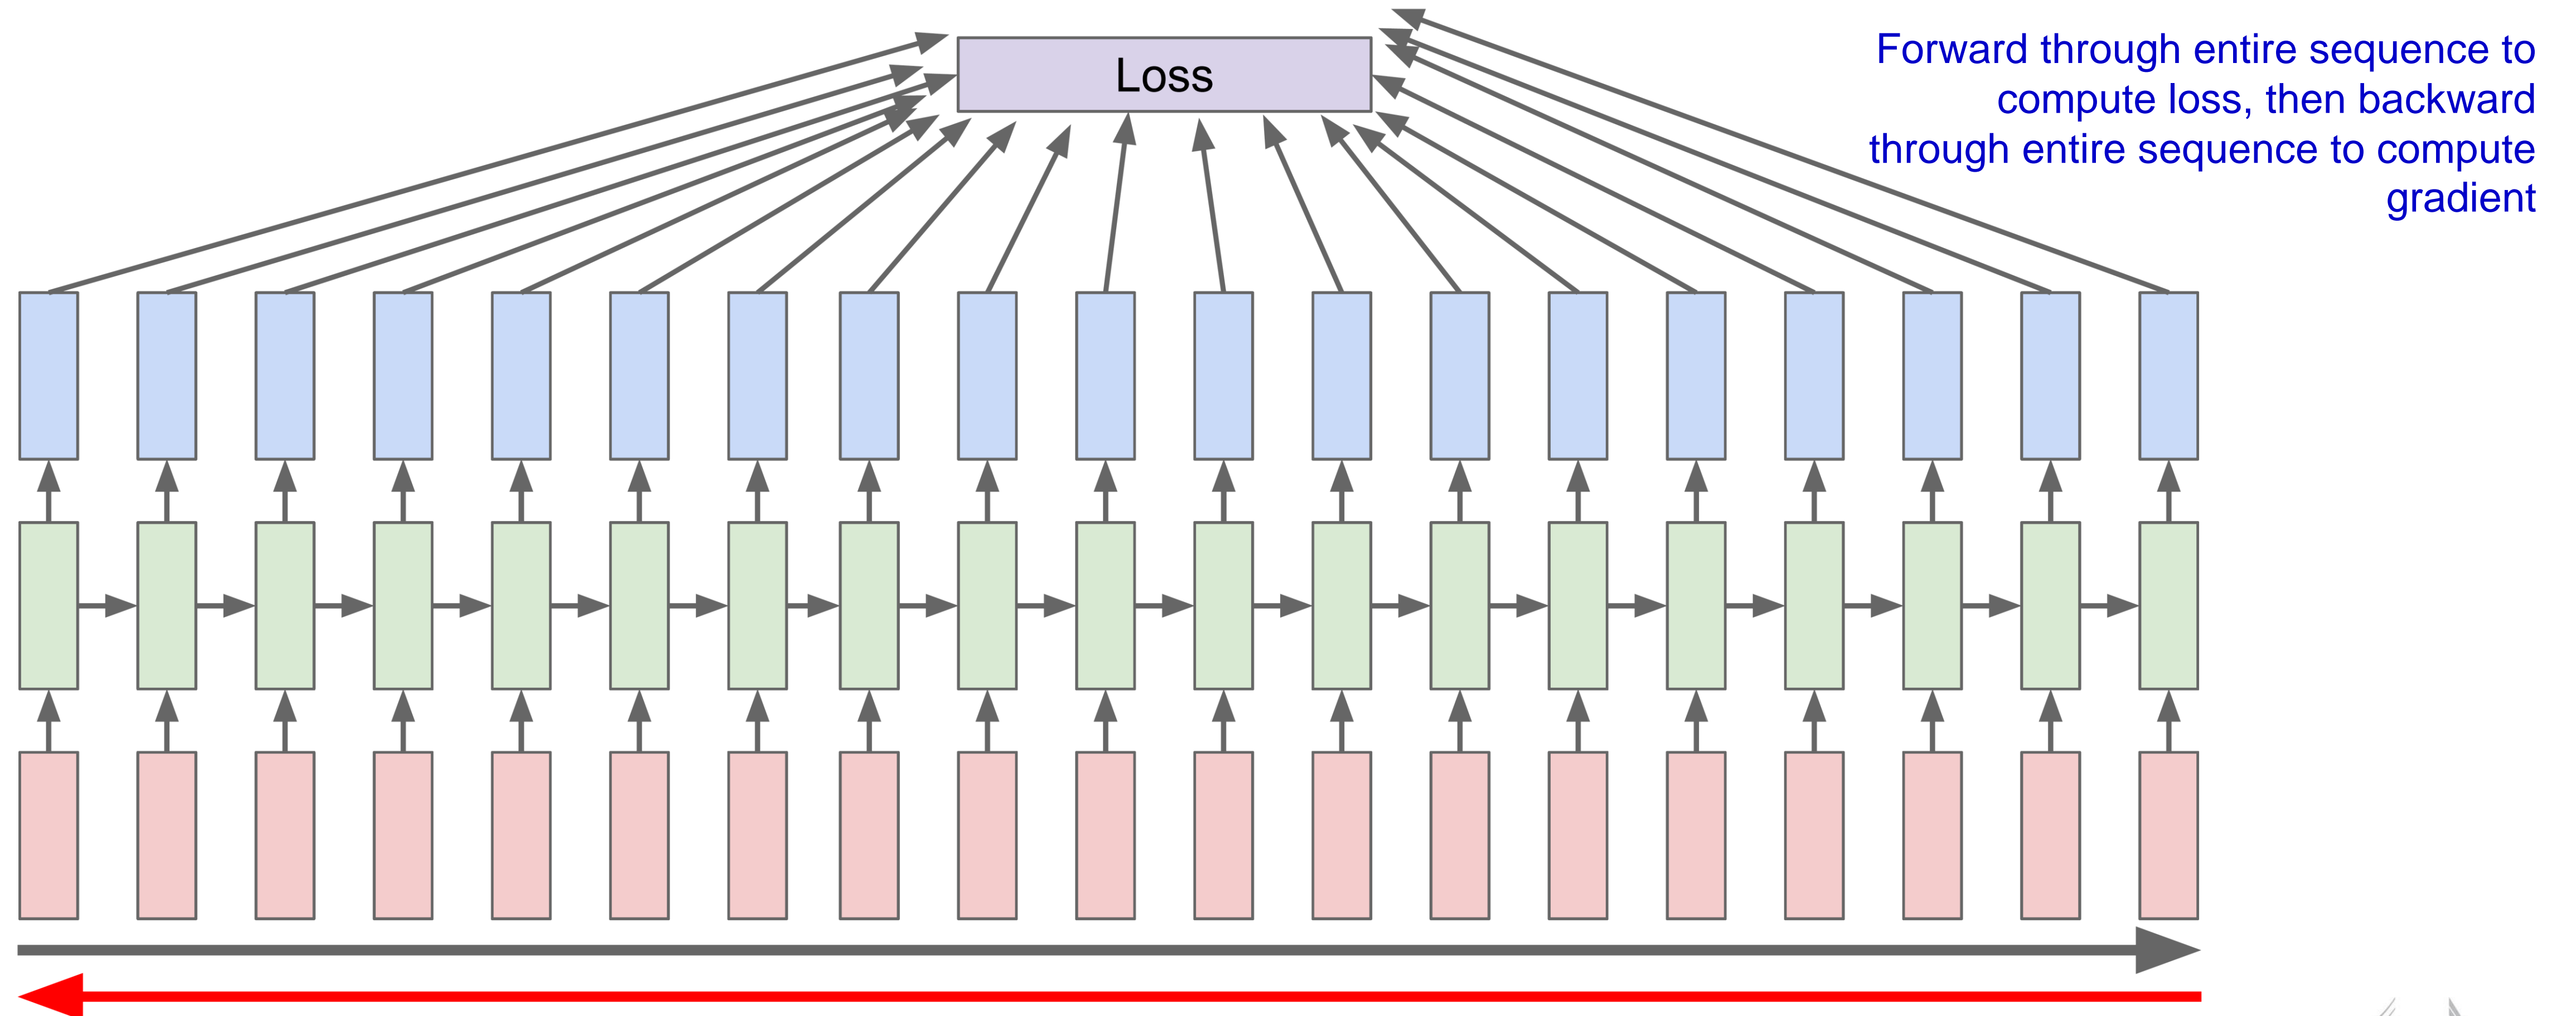 Loss
Forward through entire sequence to
compute loss, then backward
through entire sequence to compute
gradient